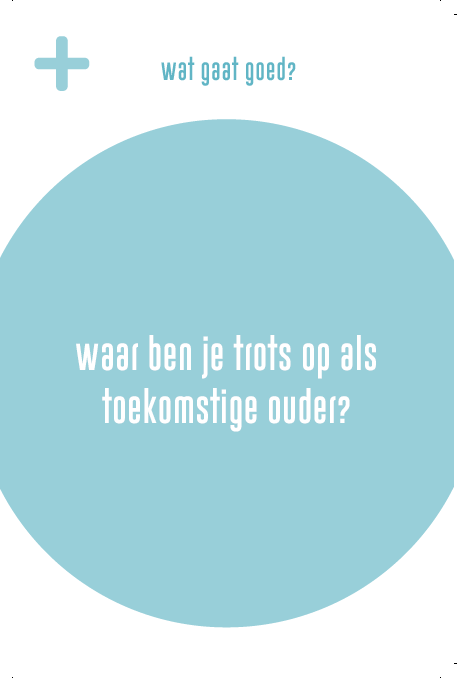 wat gaat goed?
waar ben je trots op als
toekomstige ouder?